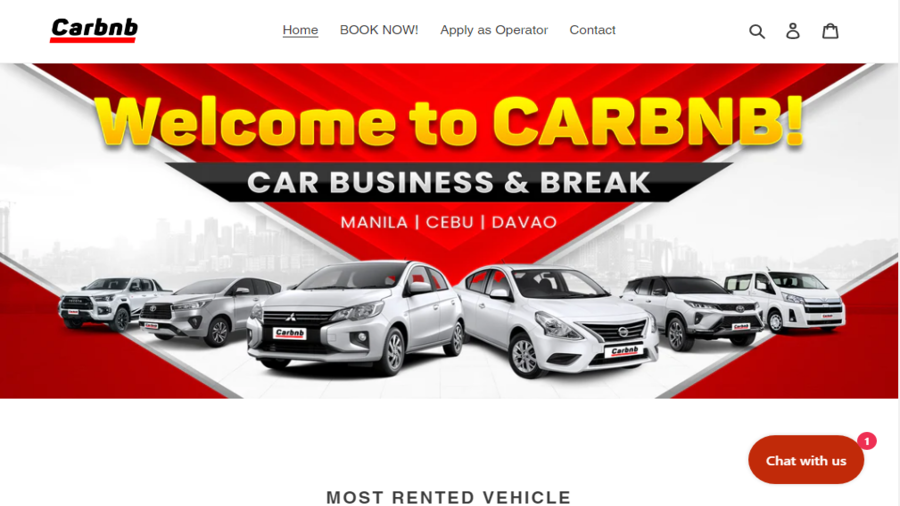 Carbnb
Home BOOK NOW! Apply as Operator Contact
Welcome to CARBNB!
CAR BUSINESS & BREAK
MANILA | CEBU | DAVAO
Carbnb
Carbnb
Carbnb
1
Chat with us
MOST RENTED VEHICLE